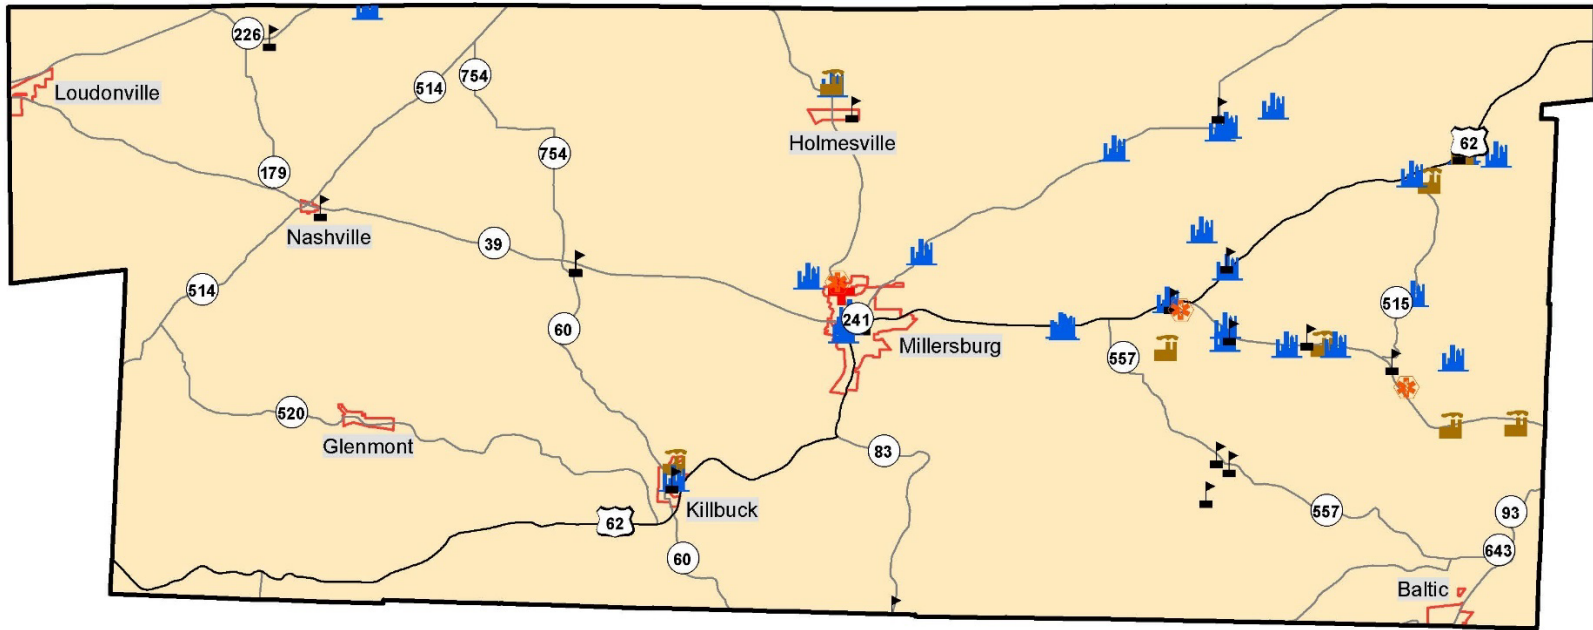 226
62
754
514
Loudonville
Holmesville
754
179
Nashville
39
514
515
241
60
Millersburg
557
520
Glenmont
83
Killbuck
62
557
93
643
60
Baltic